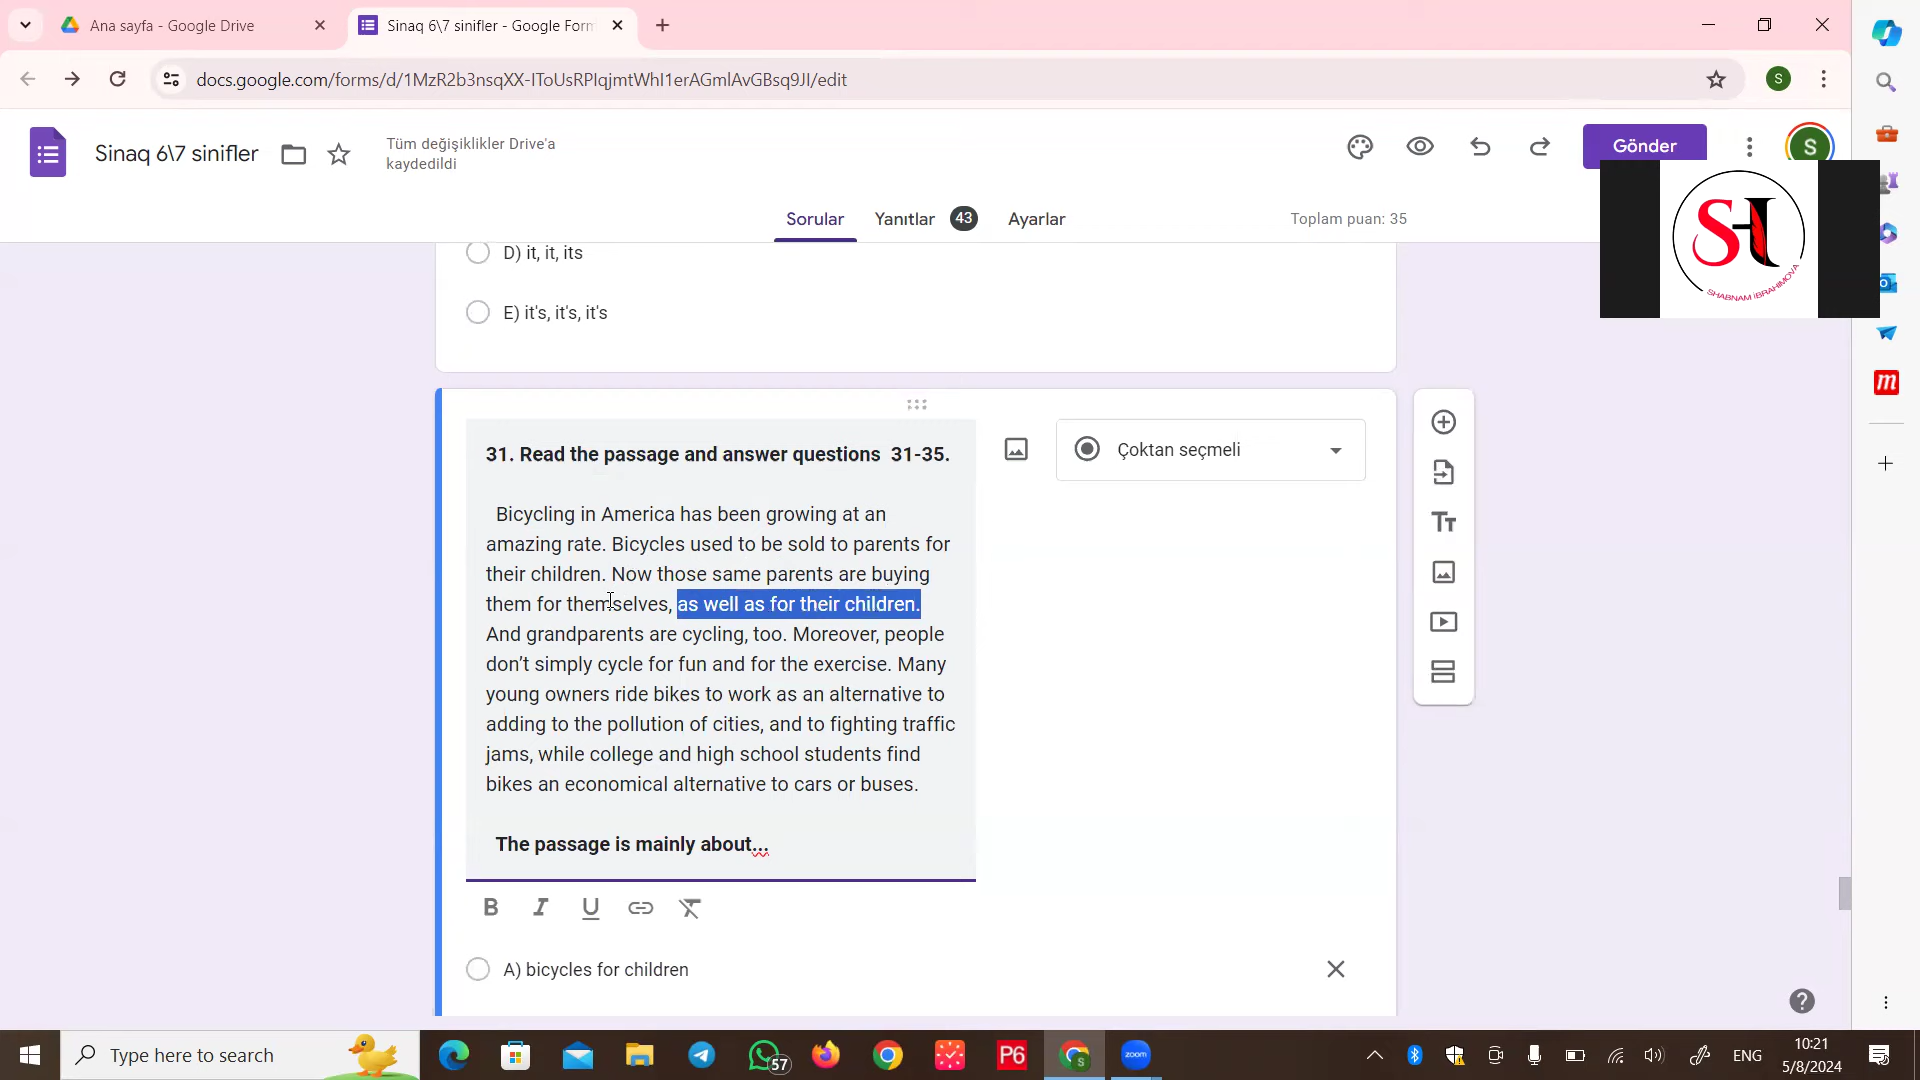 Ana sayfa - Google Drive
Sinaq 6\7 sinifler - Google Form
docs.google.com/forms/d/1MzR2b3nsqXX-IToUsRPIqjmtWhI1erAGmlAvGBsq9JI/edit
S
Sinaq 6\7 sinifler
Tüm değişiklikler Drive'a
kaydedildi
Gönder
S
Sorular
Yanıtlar 43
Ayarlar
Toplam puan: 35
SHABNAM İBRAHIMOVA
D) it, it, its
E) it's, it's, it's
31. Read the passage and answer questions 31-35.
Çoktan seçmeli
Bicycling in America has been growing at an
amazing rate. Bicycles used to be sold to parents for
their children. Now those same parents are buying
them for themselves, as well as for their children.
And grandparents are cycling, too. Moreover, people
don't simply cycle for fun and for the exercise. Many
young owners ride bikes to work as an alternative to
adding to the pollution of cities, and to fighting traffic
jams, while college and high school students find
bikes an economical alternative to cars or buses.
The passage is mainly about...
B I U
A) bicycles for children
Type here to search
57
P6
zoom
ENG
10:21
5/8/2024